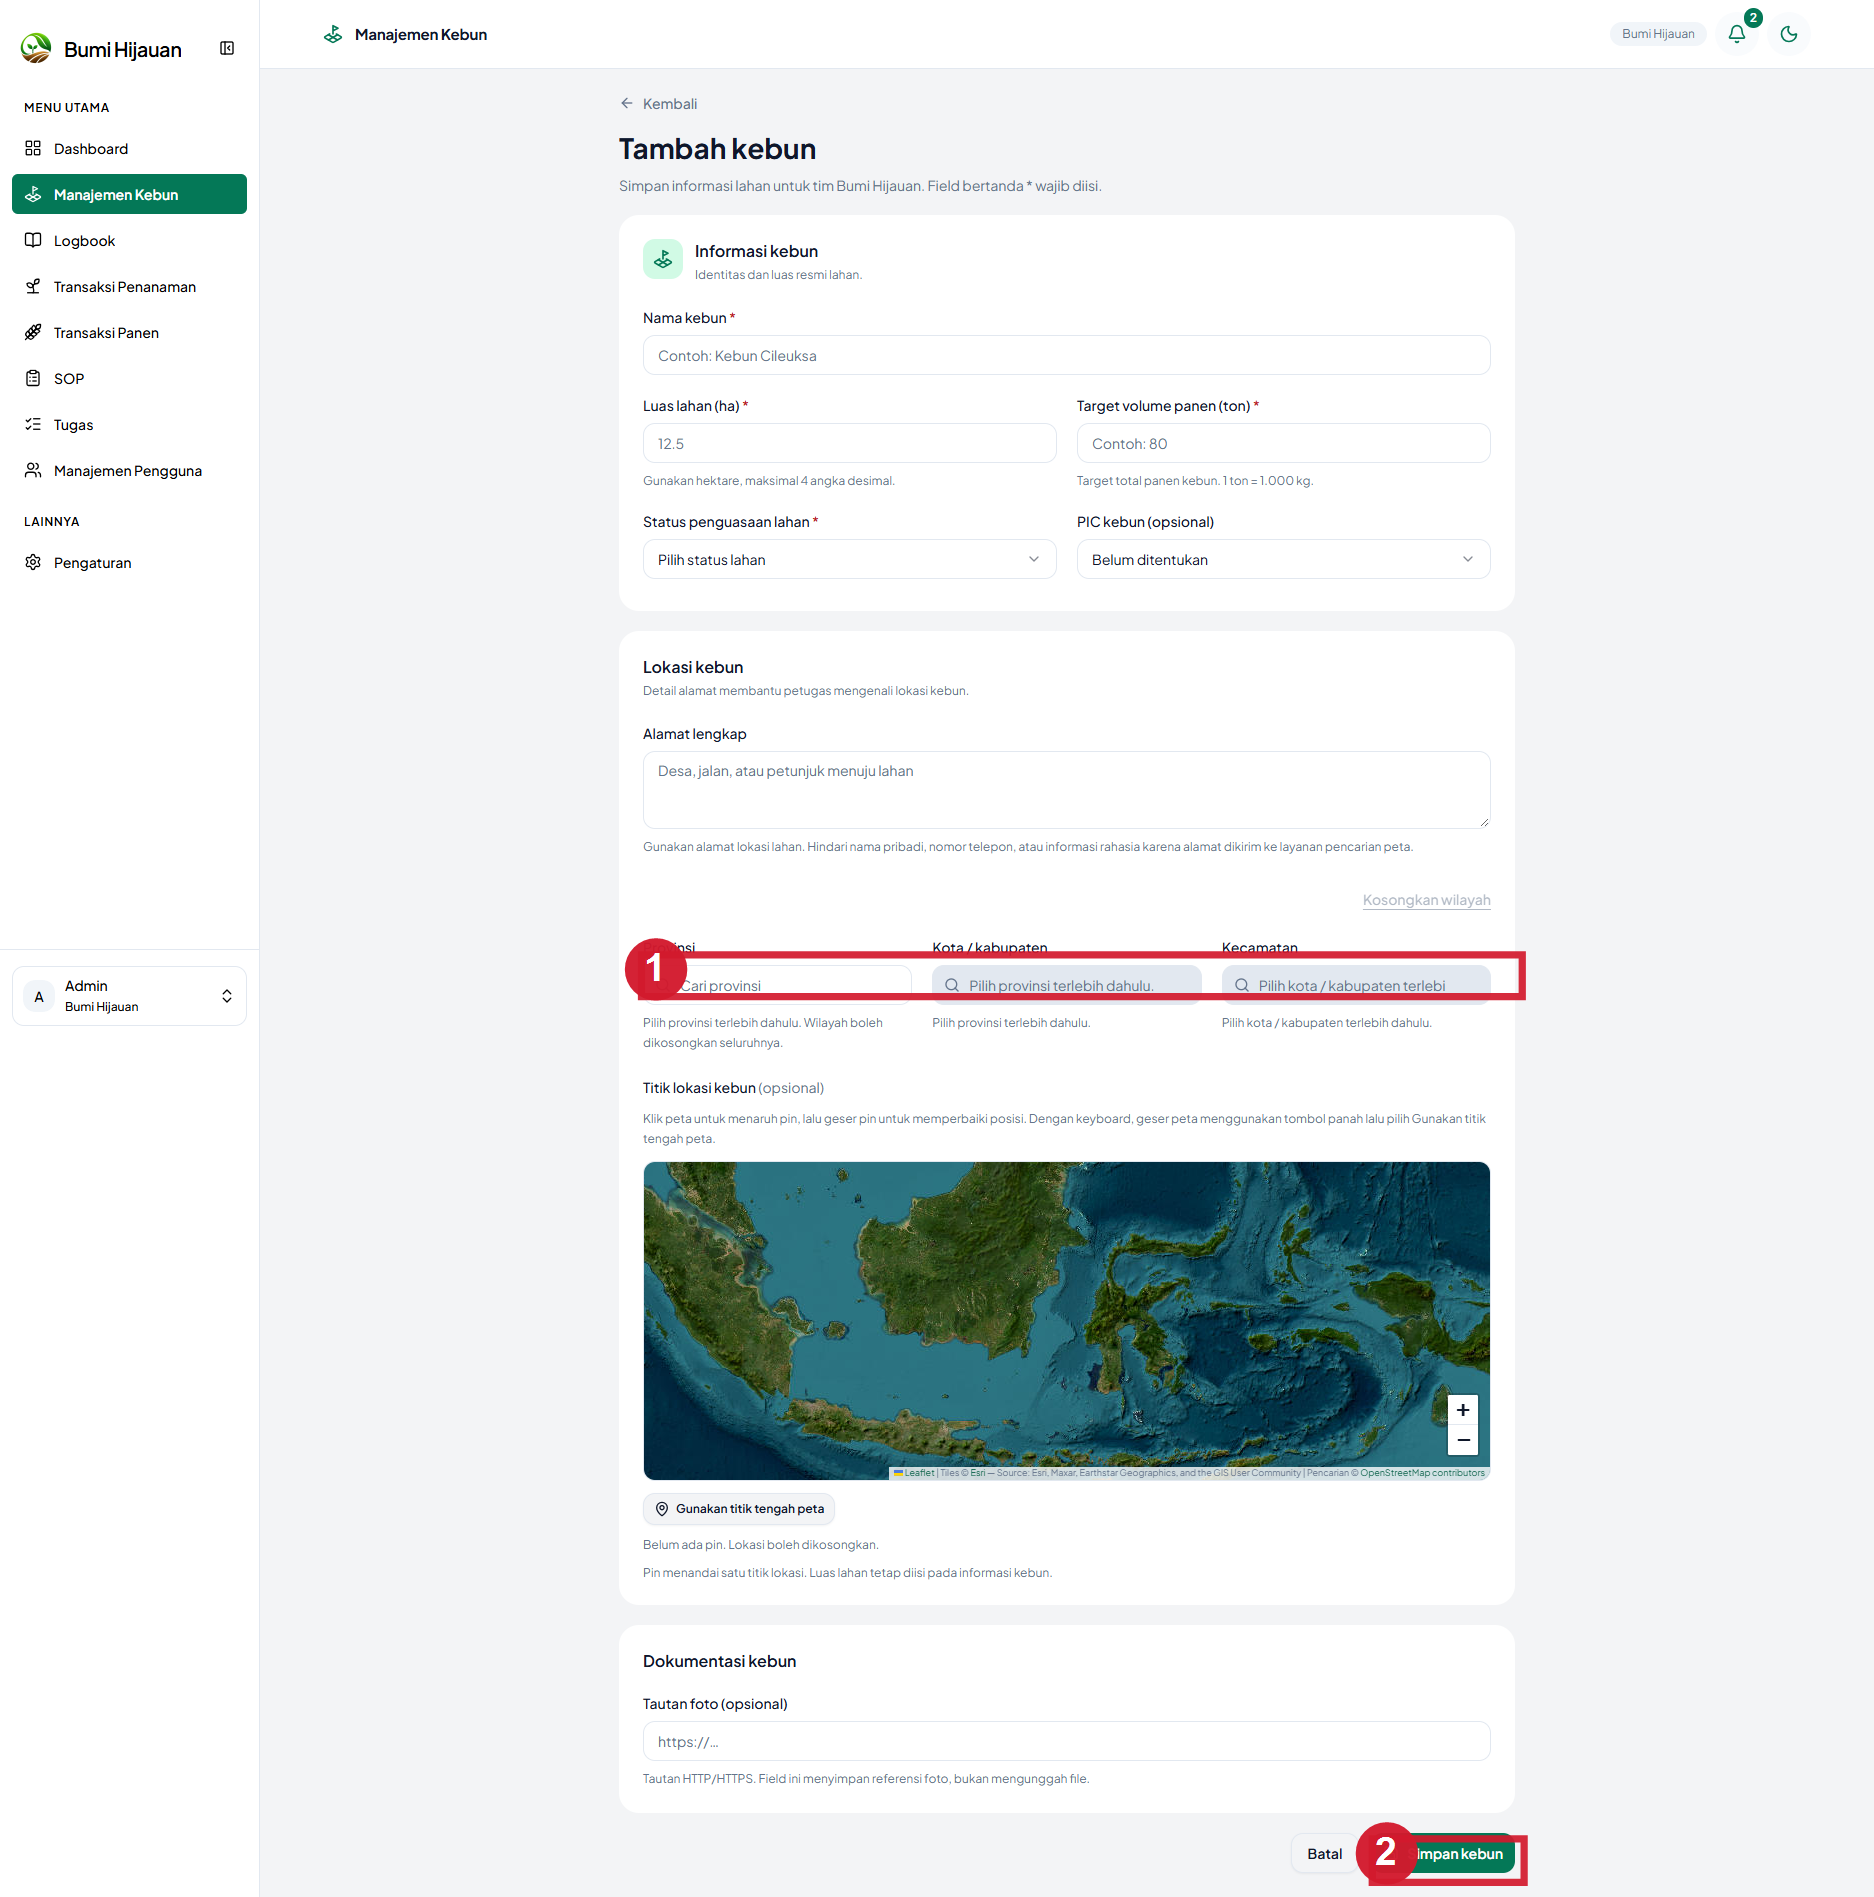 Bumi Hijauan
Manajemen Kebun
Bumi Hijauan
2
MENU UTAMA
Dashboard
Manajemen Kebun
Logbook
Transaksi Penanaman
Transaksi Panen
SOP
Tugas
Manajemen Pengguna
LAINNYA
Pengaturan
A
Admin
Bumi Hijauan
Kembali
Tambah kebun
Simpan informasi lahan untuk tim Bumi Hijauan. Field bertanda * wajib diisi.
Informasi kebun
Identitas dan luas resmi lahan.
Nama kebun *
Contoh: Kebun Cileuksa
Luas lahan (ha) *
Target volume panen (ton) *
12.5
Contoh: 80
Gunakan hektare, maksimal 4 angka desimal.
Target total panen kebun. 1 ton = 1.000 kg.
Status penguasaan lahan *
PIC kebun (opsional)
Pilih status lahan
Belum ditentukan
Lokasi kebun
Detail alamat membantu petugas mengenali lokasi kebun.
Alamat lengkap
Desa, jalan, atau petunjuk menuju lahan
Gunakan alamat lokasi lahan. Hindari nama pribadi, nomor telepon, atau informasi rahasia karena alamat dikirim ke layanan pencarian peta.
Kosongkan wilayah
Kota / kabupaten
Kecamatan
1
Cari provinsi
Pilih provinsi terlebih dahulu.
Pilih kota / kabupaten terlebi
Pilih provinsi terlebih dahulu. Wilayah boleh
dikosongkan seluruhnya.
Pilih provinsi terlebih dahulu.
Pilih kota / kabupaten terlebih dahulu.
Titik lokasi kebun (opsional)
Klik peta untuk menaruh pin, lalu geser pin untuk memperbaiki posisi. Dengan keyboard, geser peta menggunakan tombol panah lalu pilih Gunakan titik
tengah peta.
+
−
Leaflet | Tiles © Esri — Source: Esri, Maxar, Earthstar Geographics, and the GIS User Community | Pencarian © OpenStreetMap contributors
Gunakan titik tengah peta
Belum ada pin. Lokasi boleh dikosongkan.
Pin menandai satu titik lokasi. Luas lahan tetap diisi pada informasi kebun.
Dokumentasi kebun
Tautan foto (opsional)
https://…
Tautan HTTP/HTTPS. Field ini menyimpan referensi foto, bukan mengunggah file.
Batal
2
impan kebun